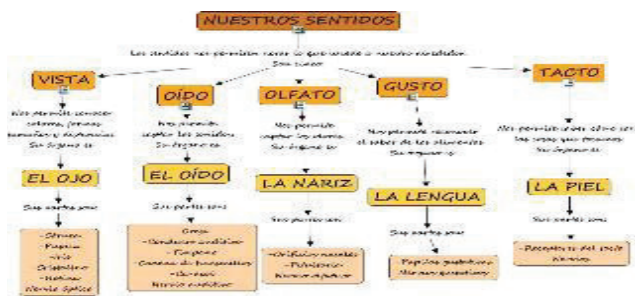 NUESTROS SENTIDOS
Los sentidos nos permiten notar lo que sucede a nuestro alrededor.
Son cinco
VISTA
OÍDO
OLFATO
GUSTO
TACTO
Nos permite conocer
colores, formas
tamaños y distancias
Su órgano es
Nos permite
captar los sonidos
Su órgano es
Nos permite
captar los olores
Su órgano es
Nos permite reconocer
el sabor de los alimentos
Su órgano es
Nos permite saber cómo son
las cosas que tocamos
Su órgano es
EL OJO
EL OÍDO
LA NARIZ
LA LENGUA
LA PIEL
Sus partes son
Sus partes son
Sus partes son
Sus partes son
Sus partes son
-Córnea
-Pupila
-Iris
Cristalino
-Retina
Nervio óptico
Oreja
-Conducto auditivo
-Tímpano
-Cadena de huesecillos
-Caracol
Nervio auditivo
-Orificios nasales
-Pituitaria
Nervio olfativo
-Papilas gustativas
-Nervios gustativos
-Receptores del tacto
Nervios